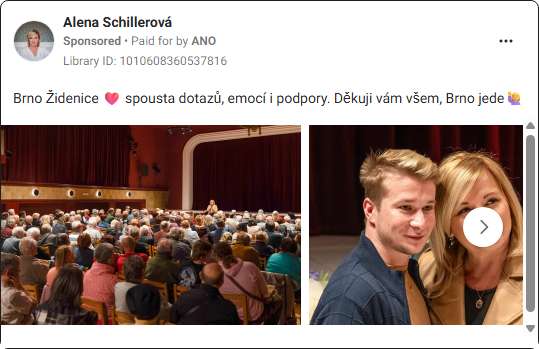 Alena Schillerová
Sponsored • Paid for by ANO
Library ID: 1010608360537816
Brno Židenice ❤️ spousta dotazů, emocí i podpory. Děkuji vám všem, Brno jede 🙋‍♀️